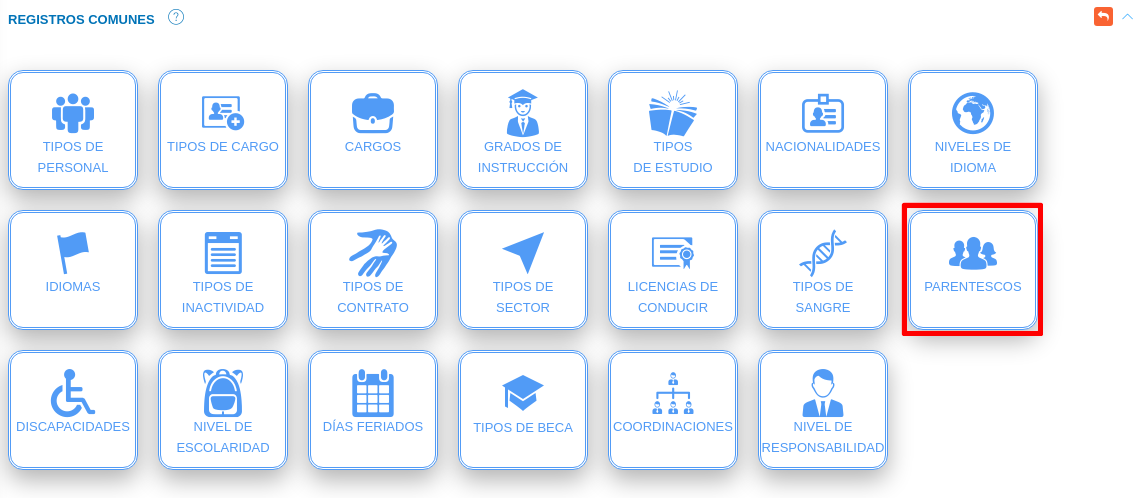 REGISTROS COMUNES ?
TIPOS DE
PERSONAL
TIPOS DE CARGO
CARGOS
GRADOS DE
INSTRUCCIÓN
TIPOS
DE ESTUDIO
NACIONALIDADES
NIVELES DE
IDIOMA
IDIOMAS
TIPOS DE
INACTIVIDAD
TIPOS DE
CONTRATO
TIPOS DE
SECTOR
LICENCIAS DE
CONDUCIR
TIPOS DE
SANGRE
PARENTESCOS
DISCAPACIDADES
NIVEL DE
ESCOLARIDAD
DÍAS FERIADOS
TIPOS DE BECA
COORDINACIONES
NIVEL DE
RESPONSABILIDAD